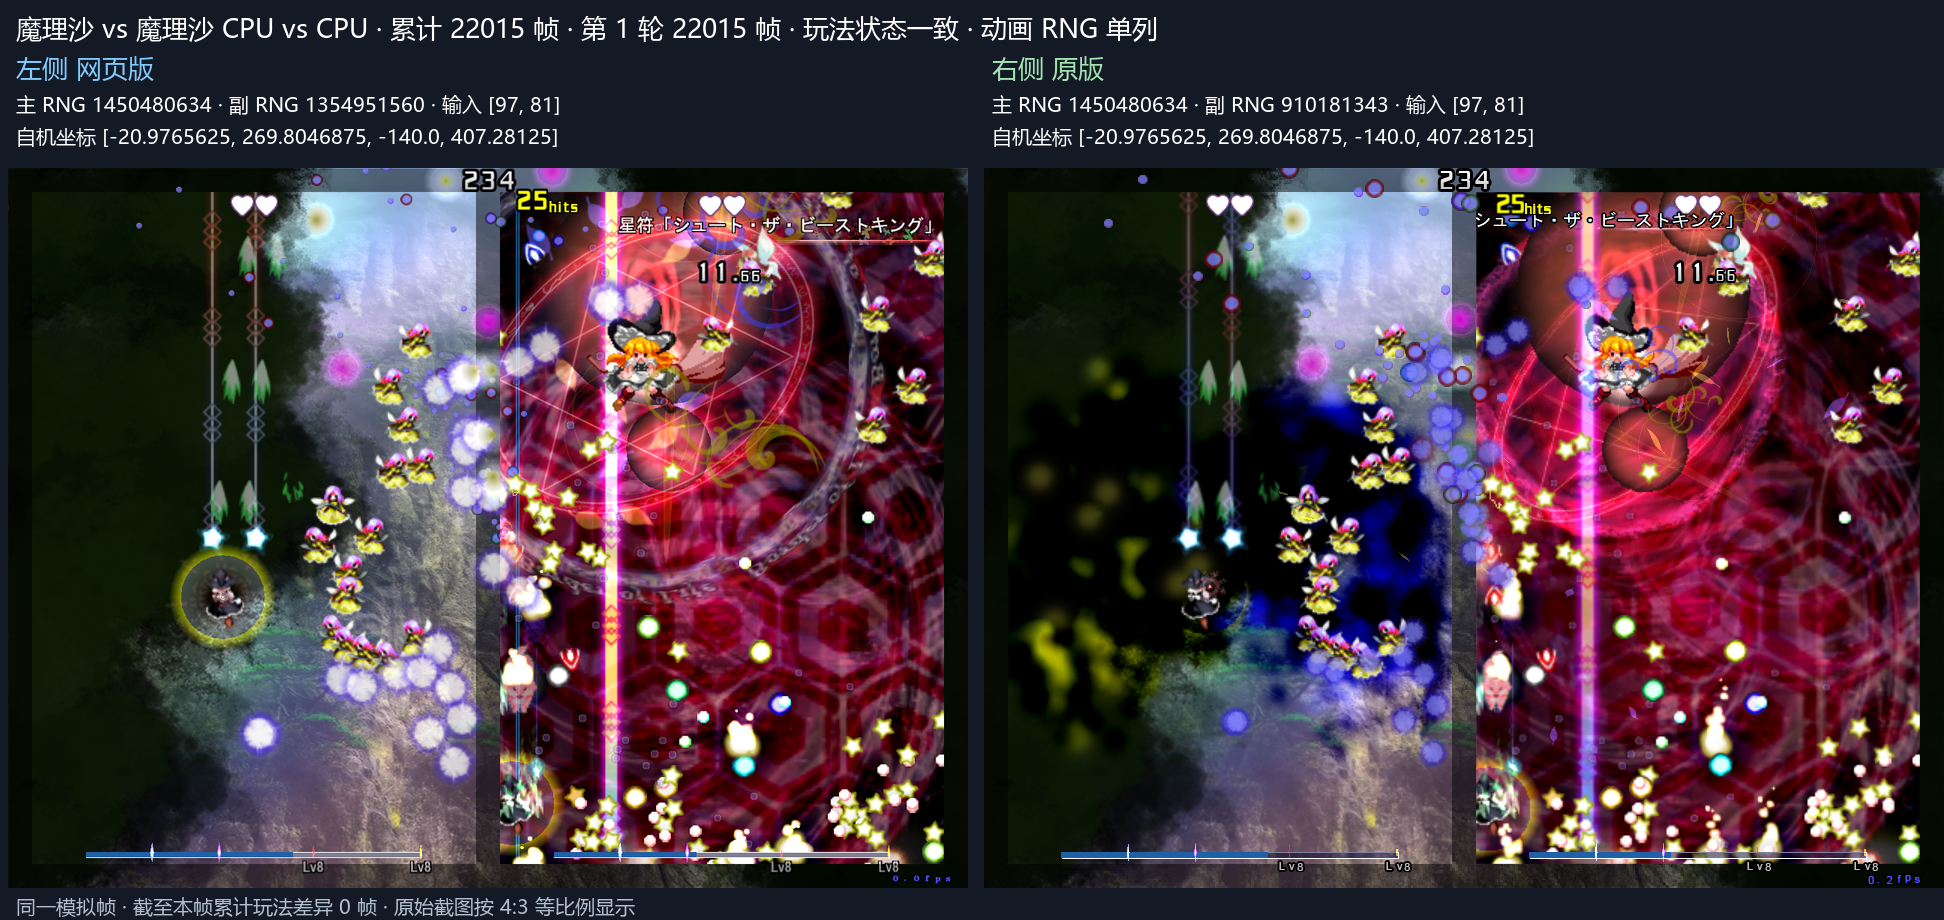 魔理沙 vs 魔理沙 CPU vs CPU · 累计 22015 帧 · 第 1 轮 22015 帧 · 玩法状态一致 · 动画 RNG 单列
左侧 网页版
主 RNG 1450480634 · 副 RNG 1354951560 · 输入 [97, 81]
自机坐标 [-20.9765625, 269.8046875, -140.0, 407.28125]
右侧 原版
主 RNG 1450480634 · 副 RNG 910181343 · 输入 [97, 81]
自机坐标 [-20.9765625, 269.8046875, -140.0, 407.28125]
234
25hits
星符「シュート・ザ・ビーストキング」
11.66
Lv8
Lv8
Lv8
Lv8
0.0fps
234
25hits
シュート・ザ・ビーストキング」
11.66
Lv8
Lv8
Lv8
Lv8
0.2fps
同一模拟帧 · 截至本帧累计玩法差异 0 帧 · 原始截图按 4:3 等比例显示